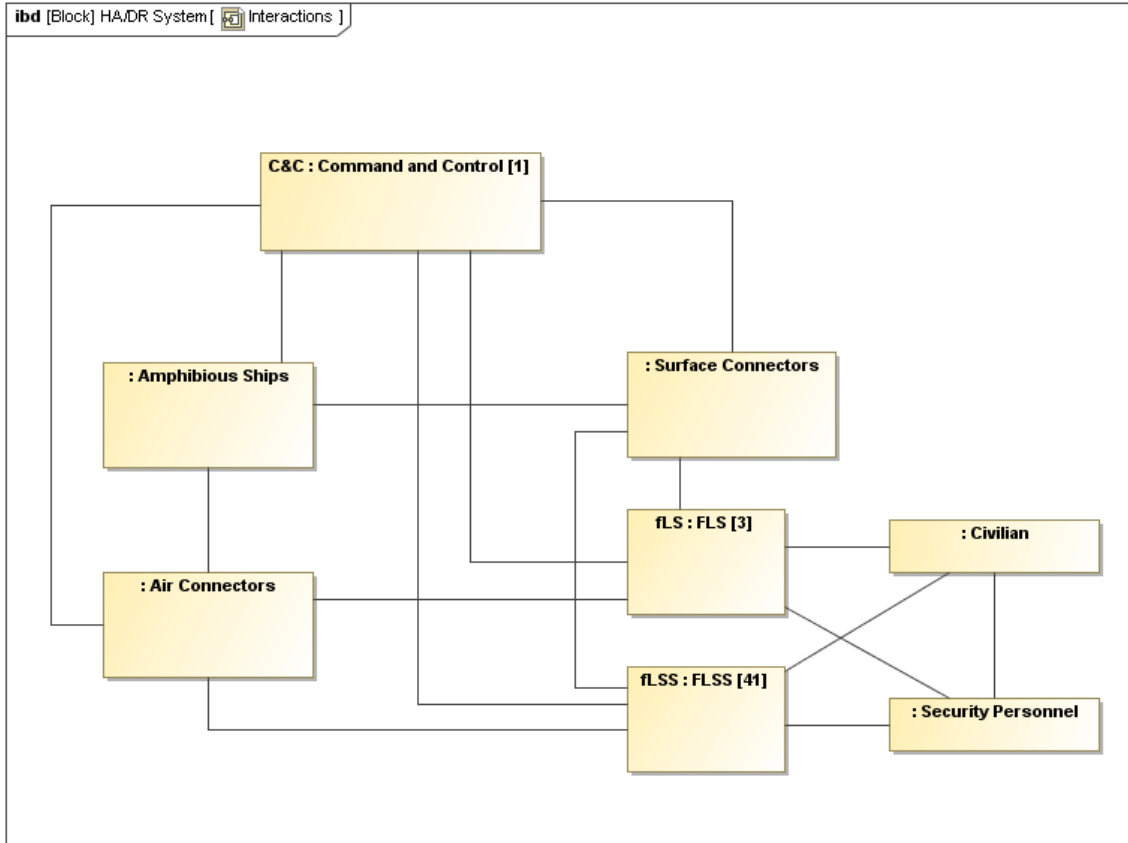 ibd [Block] HA/DR System [ Interactions ]
C&C : Command and Control [1]
: Amphibious Ships
: Surface Connectors
fLS : FLS [3]
: Civilian
: Air Connectors
fLSS : FLSS [41]
: Security Personnel